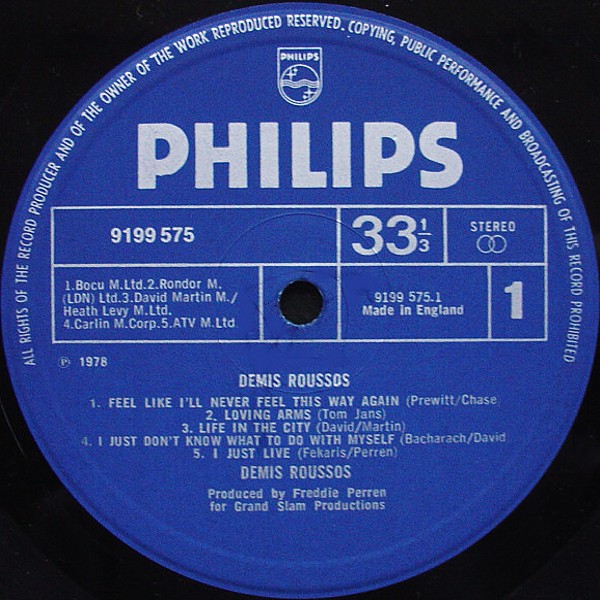 ALL RIGHTS OF THE RECORD PRODUCER AND OF THE OWNER OF THE WORK REPRODUCED RESERVED. COPYING, PUBLIC PERFORMANCE AND BROADCASTING OF THIS RECORD PROHIBITED
PHILIPS
PHILIPS
9199 575
33 1/3
STEREO
1.Bocu M.Ltd.2.Rondor M.
(LDN) Ltd.3.David Martin M./
Heath Levy M.Ltd.
4.Carlin M.Corp.5.ATV M.Ltd
9199 575.1
Made in England
1
℗ 1978
DEMIS ROUSSOS
1. FEEL LIKE I'LL NEVER FEEL THIS WAY AGAIN (Prewitt/Chase
2. LOVING ARMS (Tom Jans)
3. LIFE IN THE CITY (David/Martin)
4. I JUST DON'T KNOW WHAT TO DO WITH MYSELF (Bacharach/David
5. I JUST LIVE (Fekaris/Perren)
DEMIS ROUSSOS
Produced by Freddie Perren
for Grand Slam Productions